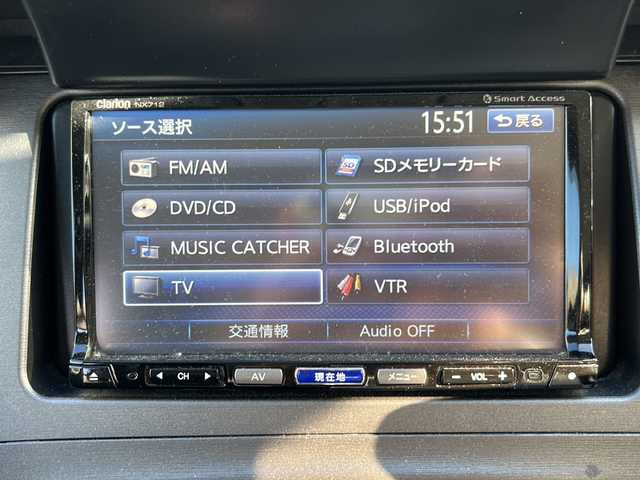 clarion NX712
Smart Access
ソース選択
15:51
戻る
FM/AM
SDメモリーカード
DVD/CD
USB/iPod
MUSIC CATCHER
Bluetooth
TV
VTR
交通情報
Audio OFF
CH
AV
現在地
メニュー
− VOL +